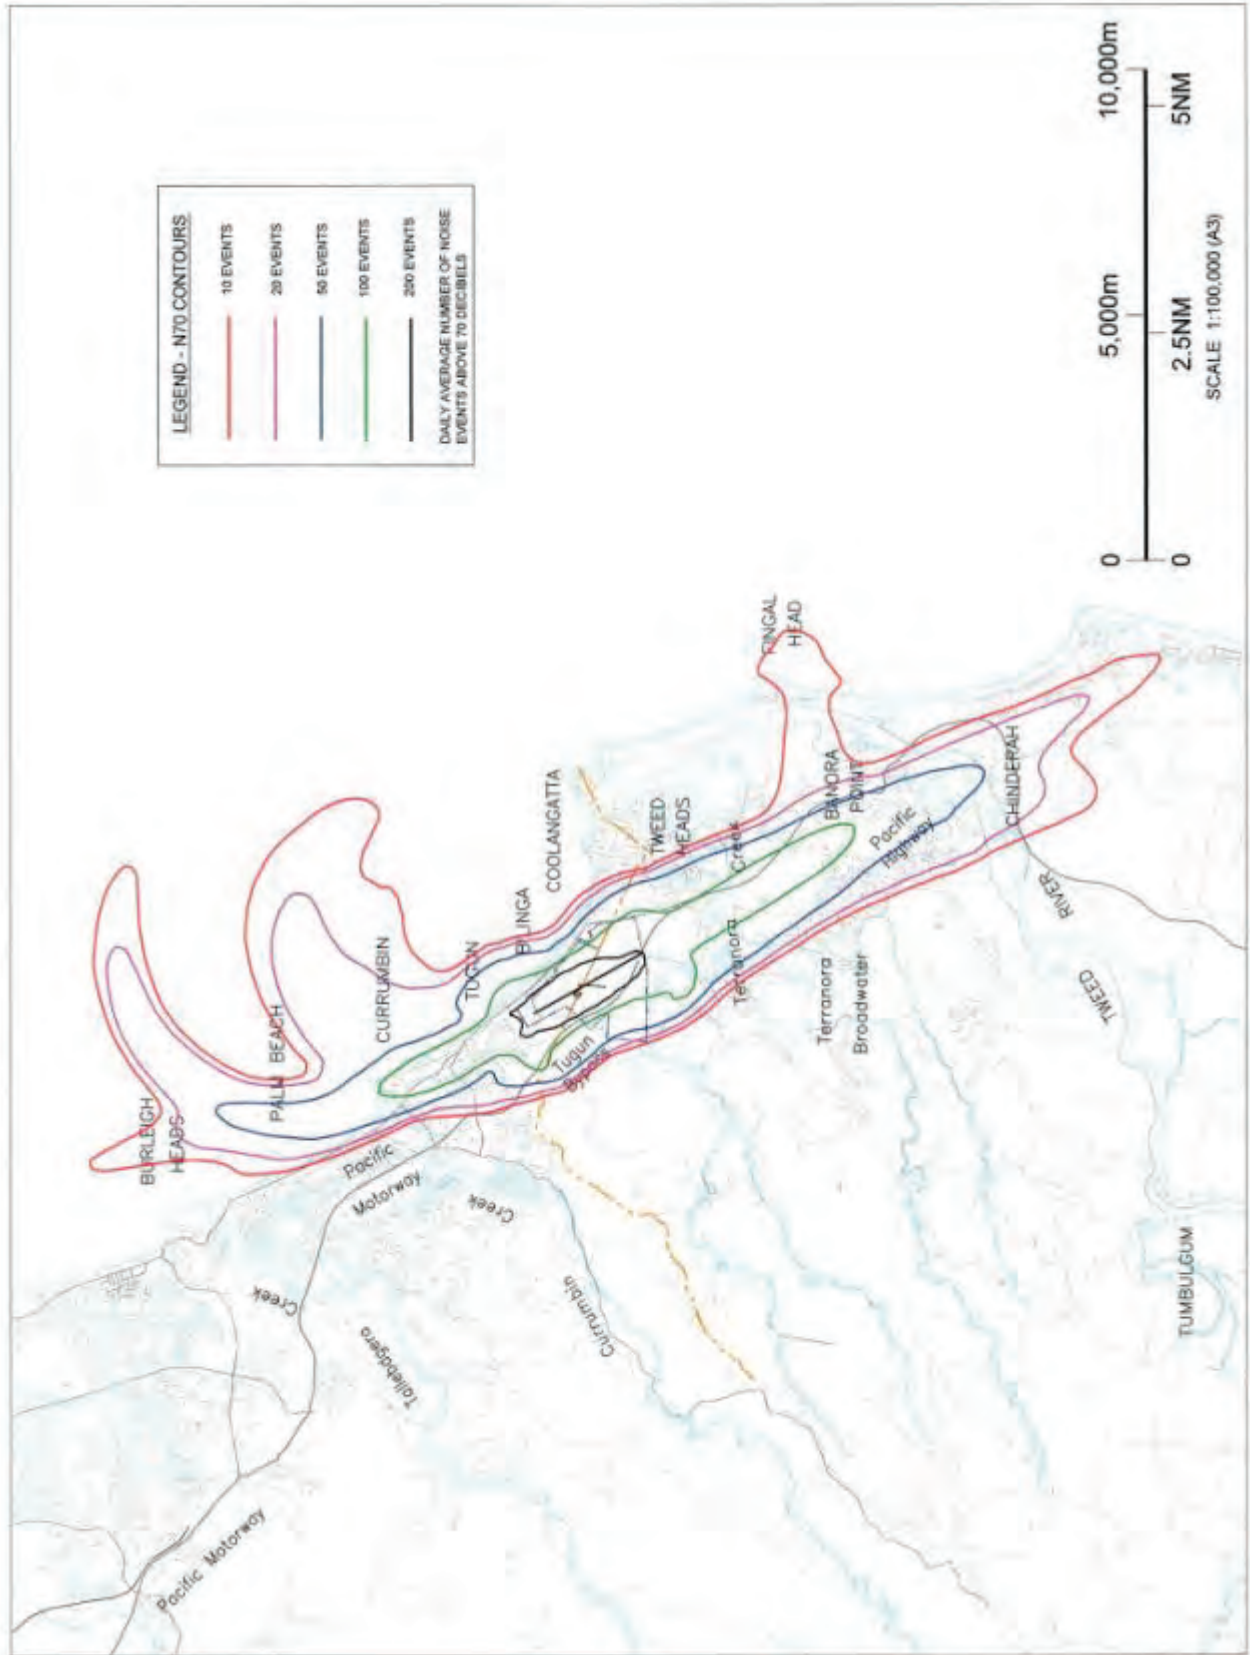 LEGEND - N70 CONTOURS
10 EVENTS
20 EVENTS
50 EVENTS
100 EVENTS
200 EVENTS
DAILY AVERAGE NUMBER OF NOISE
EVENTS ABOVE 70 DECIBELS
BURLEIGH
HEADS
PALM BEACH
CURRUMBIN
TUGUN
BILINGA
COOLANGATTA
TWEED
HEADS
FINGAL
HEAD
BANORA
POINT
CHINDERAH
Pacific
Highway
Terranora
Creek
Terranora
Broadwater
TWEED
RIVER
TUMBULGUM
Tugun
Bypass
Pacific
Motorway
Currumbin
Creek
Tallebdgera
Creek
Pacific Motorway
0
5,000m
10,000m
0
2.5NM
5NM
SCALE 1:100,000 (A3)